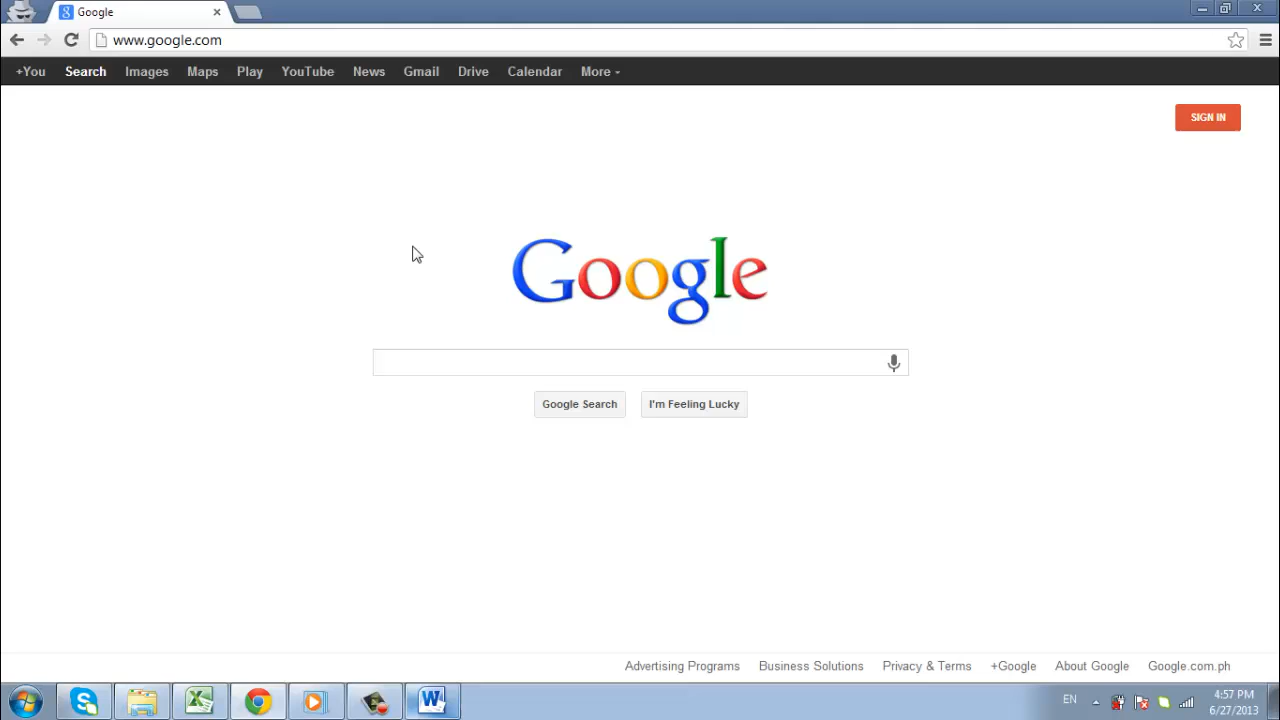 Google
www.google.com
+You Search Images Maps Play YouTube News Gmail Drive Calendar More
SIGN IN
Google
Google Search I'm Feeling Lucky
Advertising Programs Business Solutions Privacy & Terms +Google About Google Google.com.ph
EN 4:57 PM
6/27/2013